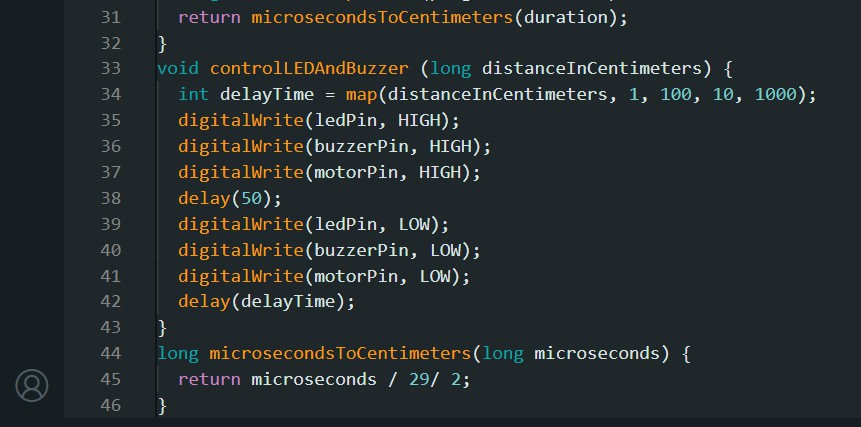 31 return microsecondsToCentimeters(duration);
32 }
33 void controlLEDAndBuzzer (long distanceInCentimeters) {
34 int delayTime = map(distanceInCentimeters, 1, 100, 10, 1000);
35 digitalWrite(ledPin, HIGH);
36 digitalWrite(buzzerPin, HIGH);
37 digitalWrite(motorPin, HIGH);
38 delay(50);
39 digitalWrite(ledPin, LOW);
40 digitalWrite(buzzerPin, LOW);
41 digitalWrite(motorPin, LOW);
42 delay(delayTime);
43 }
44 long microsecondsToCentimeters(long microseconds) {
45 return microseconds / 29/ 2;
46 }